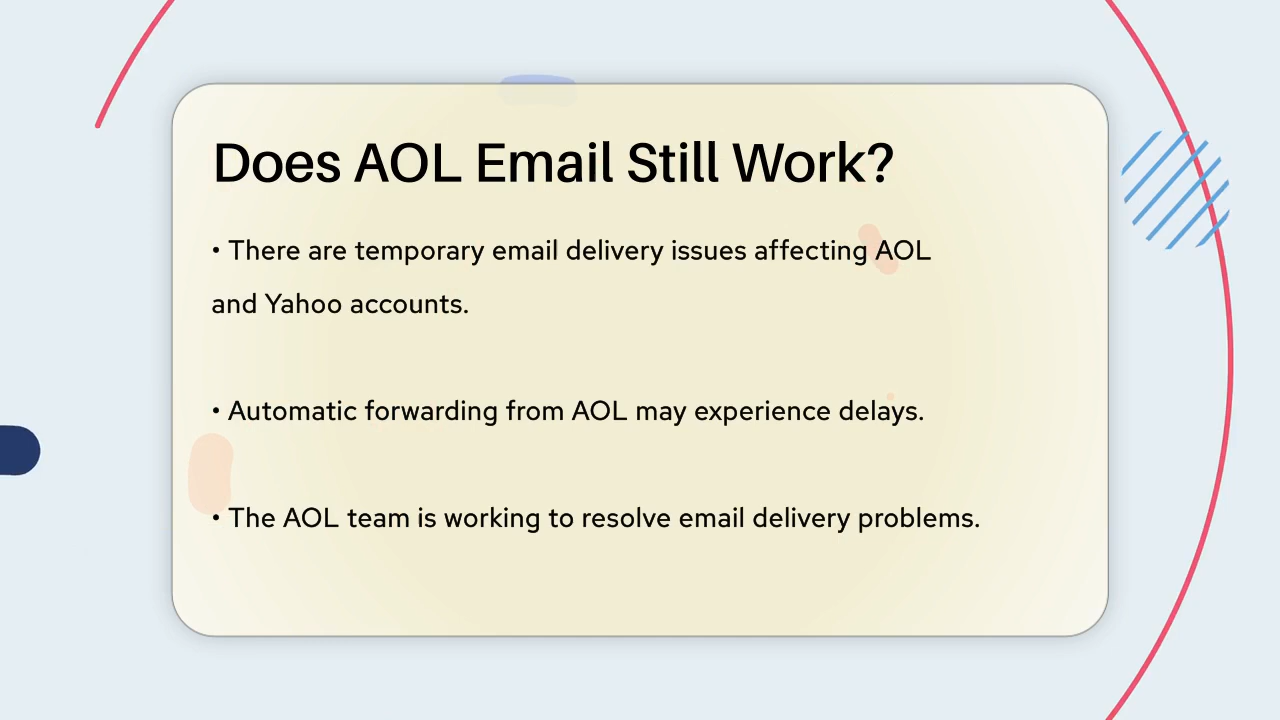 Does AOL Email Still Work?
• There are temporary email delivery issues affecting AOL
and Yahoo accounts.
• Automatic forwarding from AOL may experience delays.
• The AOL team is working to resolve email delivery problems.